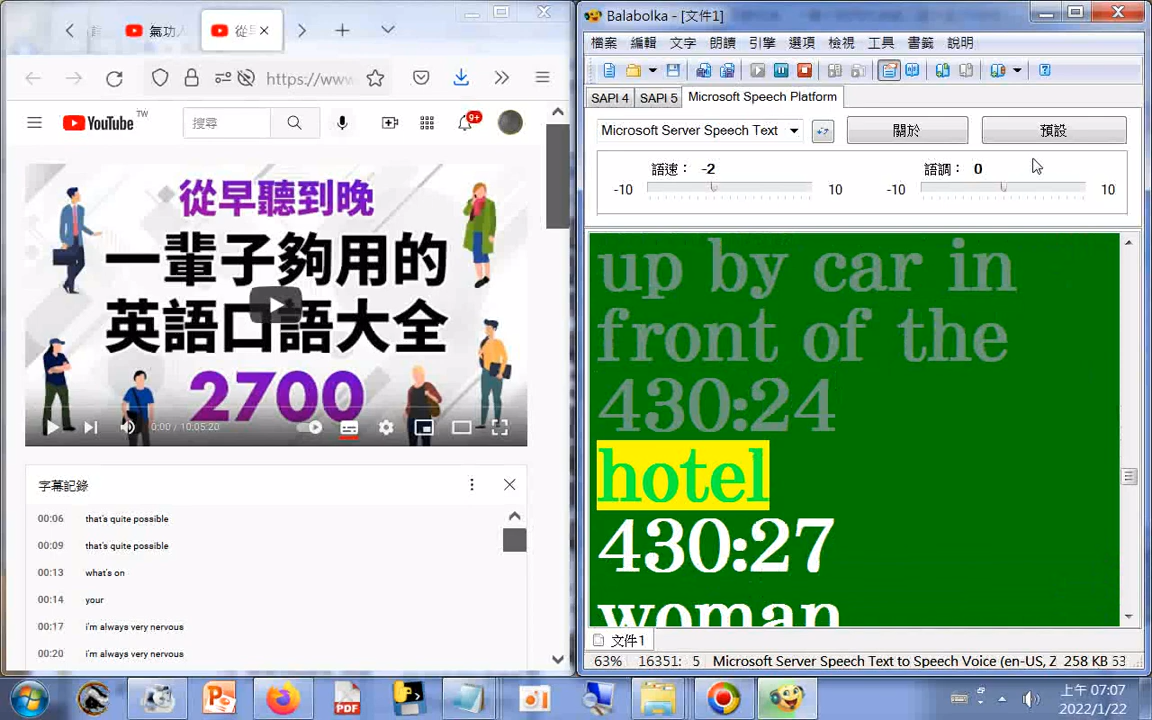 氣功
從
https://www
YouTube TW
搜尋
9+
從早聽到晚
一輩子夠用的
英語口語大全
2700
0:00 / 10:05:20
字幕記錄
00:06 that's quite possible
00:09 that's quite possible
00:13 what's on
00:14 your
00:17 i'm always very nervous
00:20 i'm always very nervous
Balabolka - [文件1]
檔案 編輯 文字 朗讀 引擎 選項 檢視 工具 書籤 說明
SAPI 4 SAPI 5 Microsoft Speech Platform
Microsoft Server Speech Text 關於 預設
語速： -2 語調： 0
-10 10 -10 10
up by car in
front of the
430:24
hotel
430:27
woman
文件1
63% 16351: 5 Microsoft Server Speech Text to Speech Voice (en-US, Z 258 KB 53
PDF
上午 07:07
2022/1/22